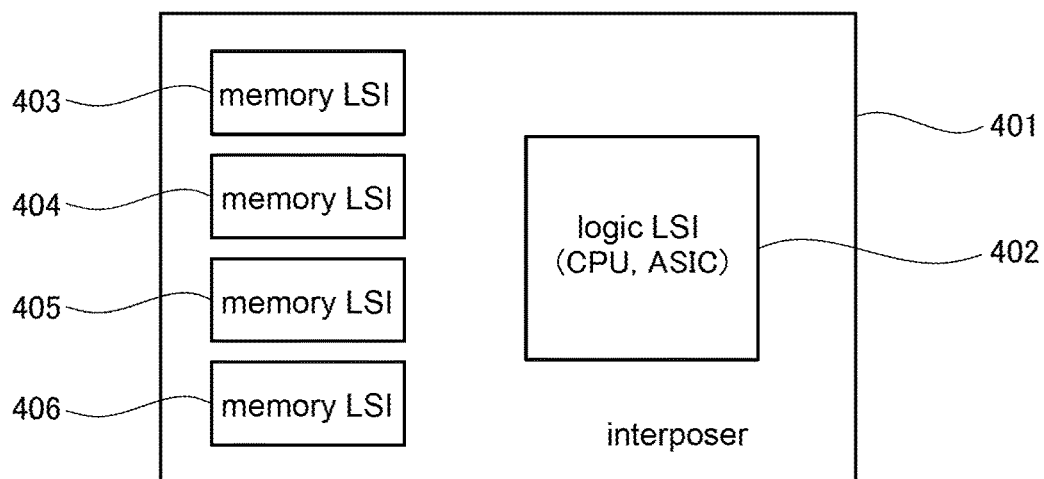 403
memory LSI
401
404
memory LSI
logic LSI
(CPU, ASIC)
402
405
memory LSI
406
memory LSI
interposer